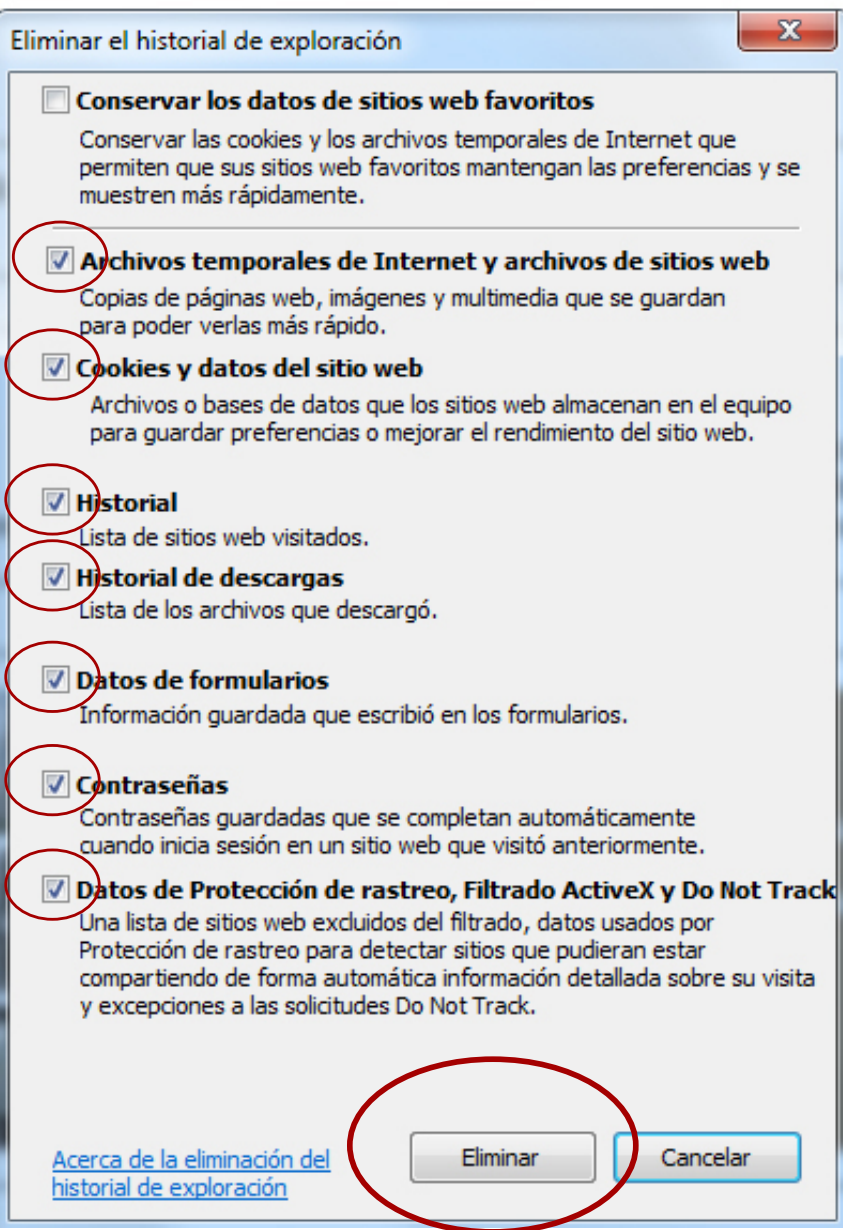 Eliminar el historial de exploración
Conservar los datos de sitios web favoritos
Conservar las cookies y los archivos temporales de Internet que
permiten que sus sitios web favoritos mantengan las preferencias y se
muestren más rápidamente.
Archivos temporales de Internet y archivos de sitios web
Copias de páginas web, imágenes y multimedia que se guardan
para poder verlas más rápido.
Cookies y datos del sitio web
Archivos o bases de datos que los sitios web almacenan en el equipo
para guardar preferencias o mejorar el rendimiento del sitio web.
Historial
Lista de sitios web visitados.
Historial de descargas
Lista de los archivos que descargó.
Datos de formularios
Información guardada que escribió en los formularios.
Contraseñas
Contraseñas guardadas que se completan automáticamente
cuando inicia sesión en un sitio web que visitó anteriormente.
Datos de Protección de rastreo, Filtrado ActiveX y Do Not Track
Una lista de sitios web excluidos del filtrado, datos usados por
Protección de rastreo para detectar sitios que pudieran estar
compartiendo de forma automática información detallada sobre su visita
y excepciones a las solicitudes Do Not Track.
Acerca de la eliminación del
historial de exploración
Eliminar
Cancelar